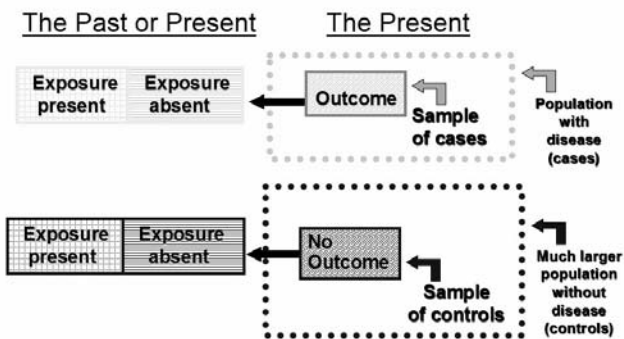 The Past or Present
The Present
Exposure
present
Exposure
absent
Outcome
Sample
of cases
Population
with
disease
(cases)
Exposure
present
Exposure
absent
No
Outcome
Sample
of controls
Much larger
population
without
disease
(controls)